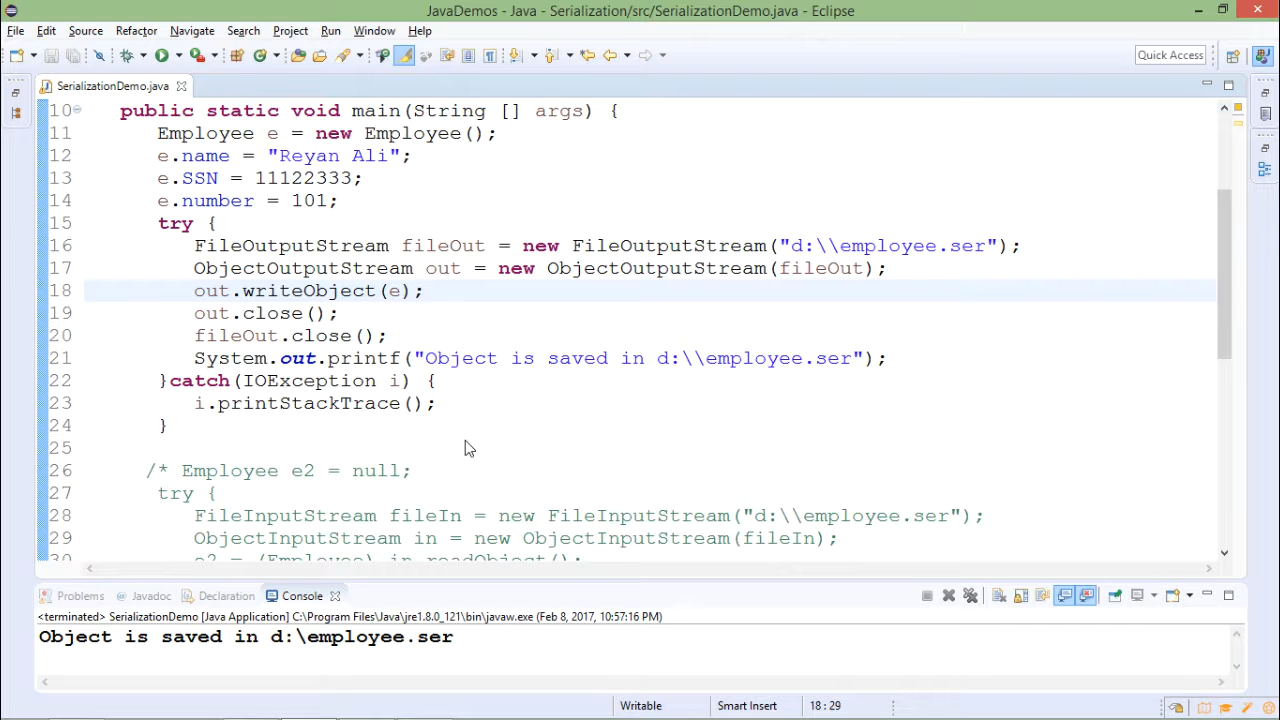 JavaDemos - Java - Serialization/src/SerializationDemo.java - Eclipse
File Edit Source Refactor Navigate Search Project Run Window Help
Quick Access
SerializationDemo.java
10 public static void main(String [] args) {
11 Employee e = new Employee();
12 e.name = "Reyan Ali";
13 e.SSN = 11122333;
14 e.number = 101;
15 try {
16 FileOutputStream fileOut = new FileOutputStream("d:\\employee.ser");
17 ObjectOutputStream out = new ObjectOutputStream(fileOut);
18 out.writeObject(e);
19 out.close();
20 fileOut.close();
21 System.out.printf("Object is saved in d:\\employee.ser");
22 }catch(IOException i) {
23 i.printStackTrace();
24 }
25
26 /* Employee e2 = null;
27 try {
28 FileInputStream fileIn = new FileInputStream("d:\\employee.ser");
29 ObjectInputStream in = new ObjectInputStream(fileIn);
30 e2 = (Employee) in.readObject();
Problems Javadoc Declaration Console
<terminated> SerializationDemo [Java Application] C:\Program Files\Java\jre1.8.0_121\bin\javaw.exe (Feb 8, 2017, 10:57:16 PM)
Object is saved in d:\employee.ser
Writable Smart Insert 18 : 29